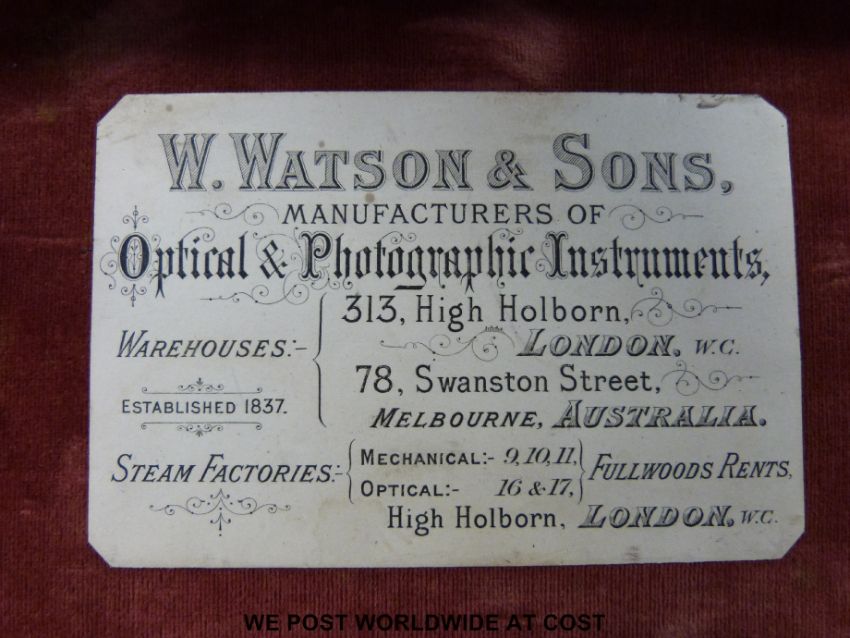 W. WATSON & SONS,
MANUFACTURERS OF
Optical & Photographic Instruments,
WAREHOUSES:-
313, High Holborn,
LONDON. W.C.
78, Swanston Street,
MELBOURNE, AUSTRALIA.
ESTABLISHED 1837.
STEAM FACTORIES:-
MECHANICAL:- 9, 10, 11,
OPTICAL:- 16 & 17,
FULLWOODS RENTS,
High Holborn, LONDON. W.C.
WE POST WORLDWIDE AT COST